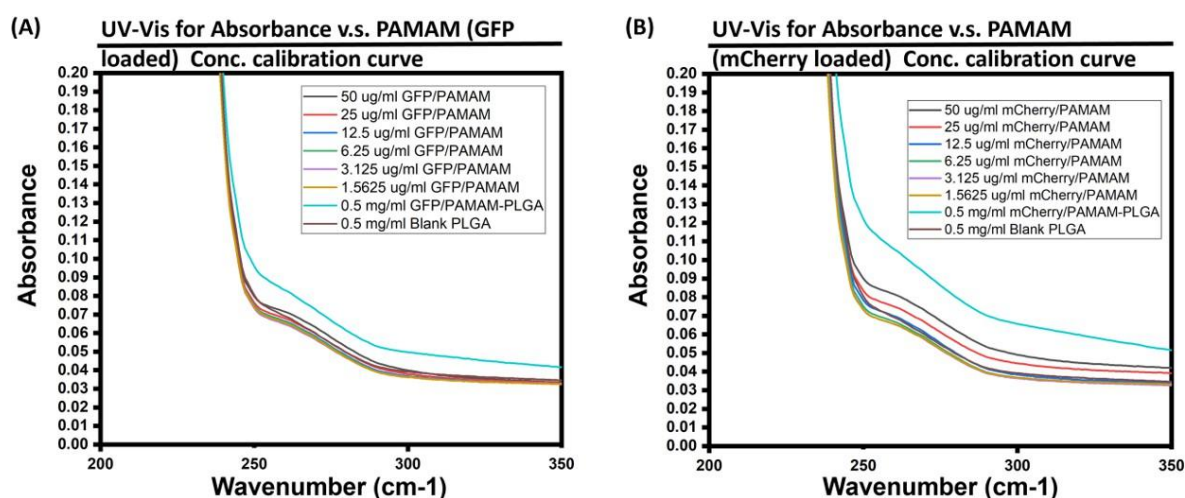 (A)
UV-Vis for Absorbance v.s. PAMAM (GFP
loaded) Conc. calibration curve
Absorbance
0.20
0.19
0.18
0.17
0.16
0.15
0.14
0.13
0.12
0.11
0.10
0.09
0.08
0.07
0.06
0.05
0.04
0.03
0.02
0.01
0.00
50 ug/ml GFP/PAMAM
25 ug/ml GFP/PAMAM
12.5 ug/ml GFP/PAMAM
6.25 ug/ml GFP/PAMAM
3.125 ug/ml GFP/PAMAM
1.5625 ug/ml GFP/PAMAM
0.5 mg/ml GFP/PAMAM-PLGA
0.5 mg/ml Blank PLGA
200 250 300 350
Wavenumber (cm-1)
(B)
UV-Vis for Absorbance v.s. PAMAM
(mCherry loaded) Conc. calibration curve
Absorbance
0.20
0.19
0.18
0.17
0.16
0.15
0.14
0.13
0.12
0.11
0.10
0.09
0.08
0.07
0.06
0.05
0.04
0.03
0.02
0.01
0.00
50 ug/ml mCherry/PAMAM
25 ug/ml mCherry/PAMAM
12.5 ug/ml mCherry/PAMAM
6.25 ug/ml mCherry/PAMAM
3.125 ug/ml mCherry/PAMAM
1.5625 ug/ml mCherry/PAMAM
0.5 mg/ml mCherry/PAMAM-PLGA
0.5 mg/ml Blank PLGA
200 250 300 350
Wavenumber (cm-1)